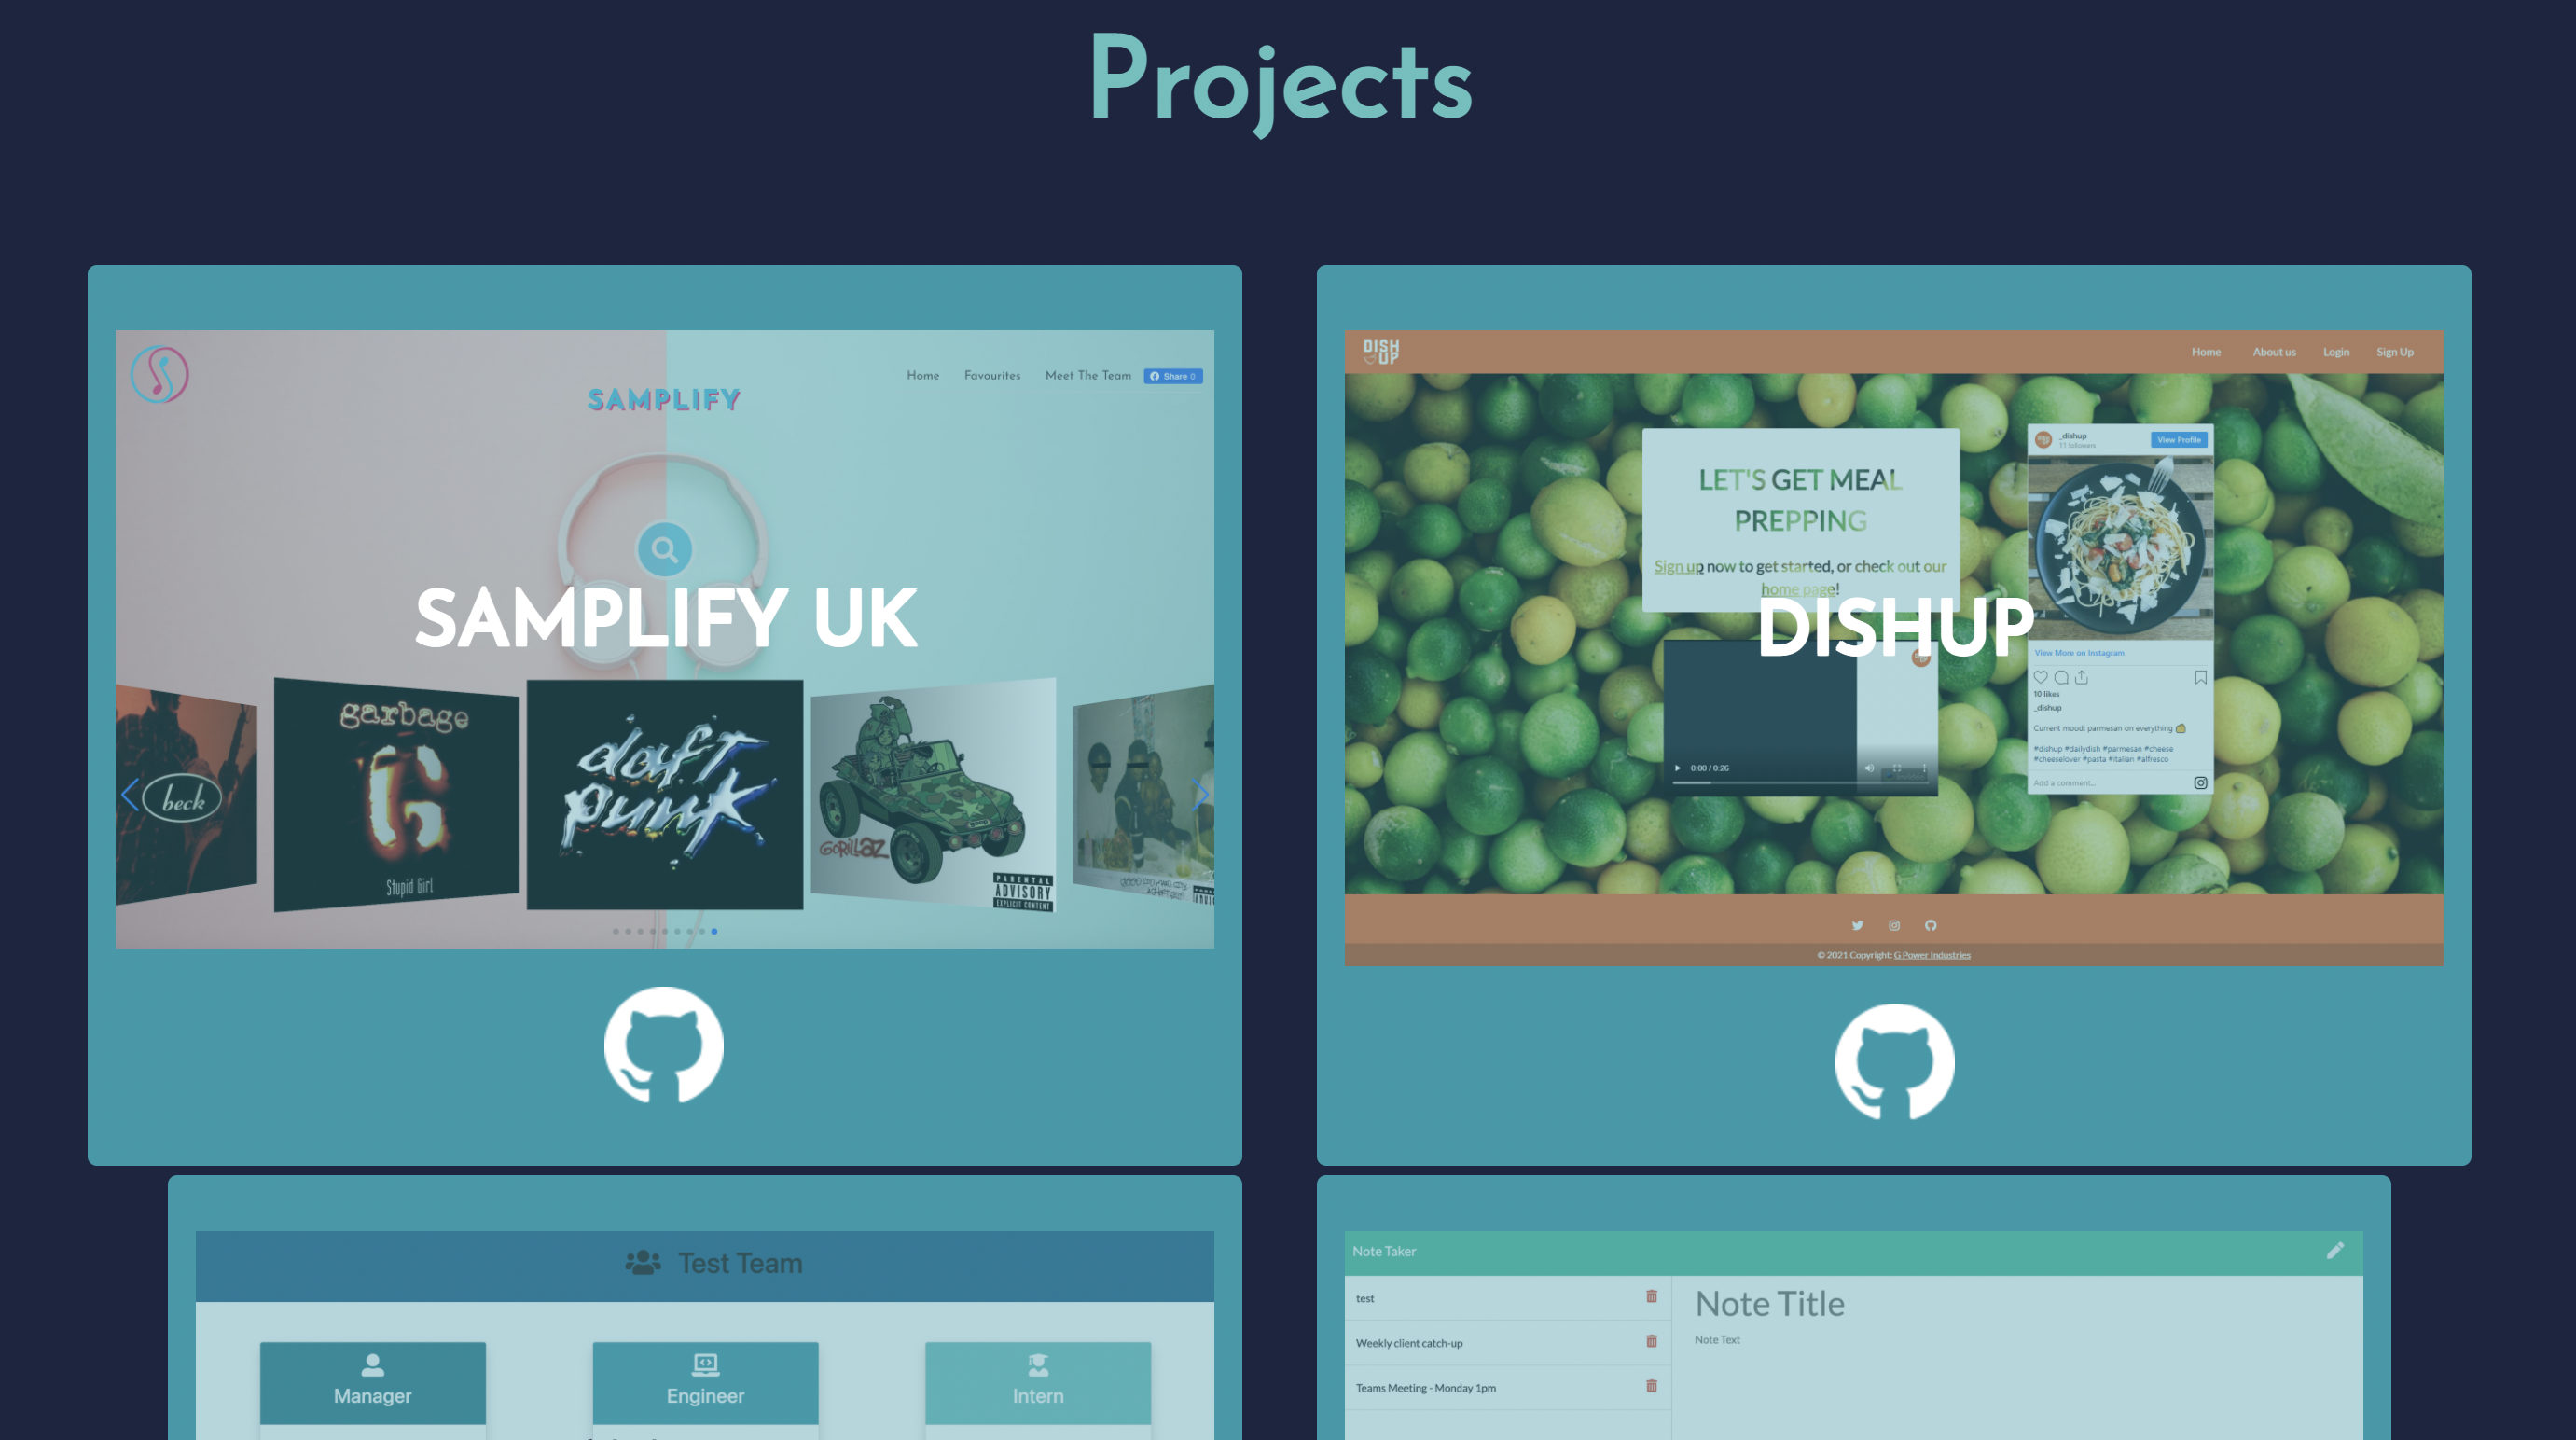 Projects
SAMPLIFY
Home Favourites Meet The Team Share 0
SAMPLIFY UK
beck
garbage
Stupid Girl
daft punk
GORILLAZ
PARENTAL
ADVISORY
EXPLICIT CONTENT
DISH
UP
Home About us Login Sign Up
LET'S GET MEAL
PREPPING
Sign up now to get started, or check out our
home page!
DISHUP
0:00 / 0:26
_dishup
11 followers
View Profile
View More on Instagram
10 likes
_dishup
Current mood: parmesan on everything
#dishup #dailydish #parmesan #cheese
#cheeselover #pasta #italian #alfresco
Add a comment...
© 2021 Copyright: G Power Industries
Test Team
Manager
Engineer
Intern
Note Taker
test
Weekly client catch-up
Teams Meeting - Monday 1pm
Note Title
Note Text